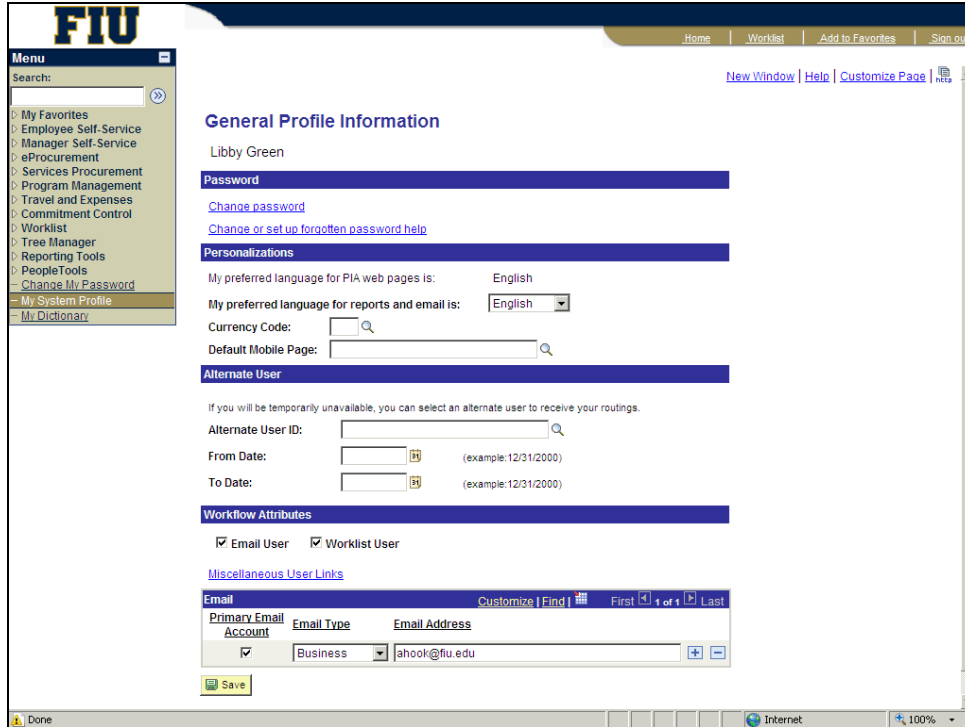 FIU
Home | Worklist | Add to Favorites | Sign ou
Menu
Search:
New Window | Help | Customize Page | http
My Favorites
Employee Self-Service
Manager Self-Service
eProcurement
Services Procurement
Program Management
Travel and Expenses
Commitment Control
Worklist
Tree Manager
Reporting Tools
PeopleTools
Change My Password
My System Profile
My Dictionary
General Profile Information
Libby Green
Password
Change password
Change or set up forgotten password help
Personalizations
My preferred language for PIA web pages is: English
My preferred language for reports and email is: English
Currency Code:
Default Mobile Page:
Alternate User
If you will be temporarily unavailable, you can select an alternate user to receive your routings.
Alternate User ID:
From Date: 31 (example:12/31/2000)
To Date: 31 (example:12/31/2000)
Workflow Attributes
Email User Worklist User
Miscellaneous User Links
Email Customize | Find | First 1 of 1 Last
Primary Email Account Email Type Email Address
Business ahook@fiu.edu
Save
Done Internet 100%